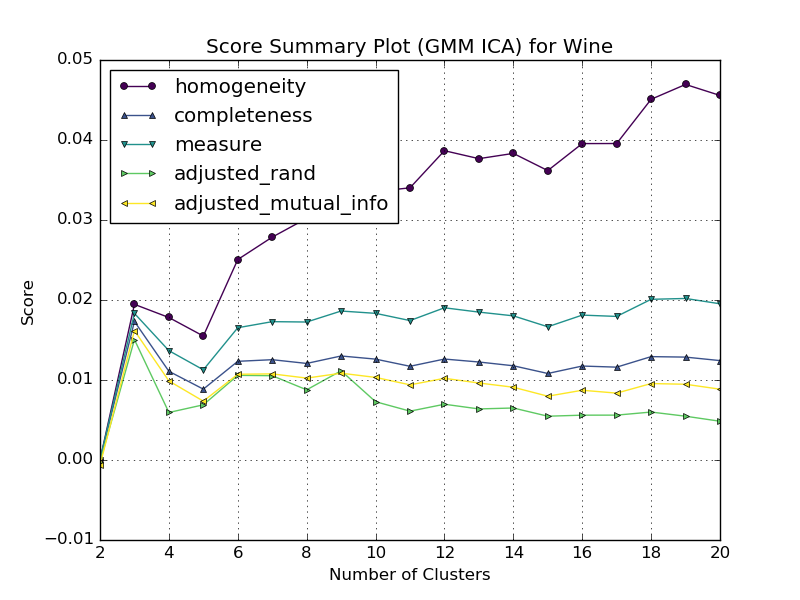 Score Summary Plot (GMM ICA) for Wine
0.05
0.04
0.03
0.02
0.01
0.00
−0.01
Score
homogeneity
completeness
measure
adjusted_rand
adjusted_mutual_info
2 4 6 8 10 12 14 16 18 20
Number of Clusters